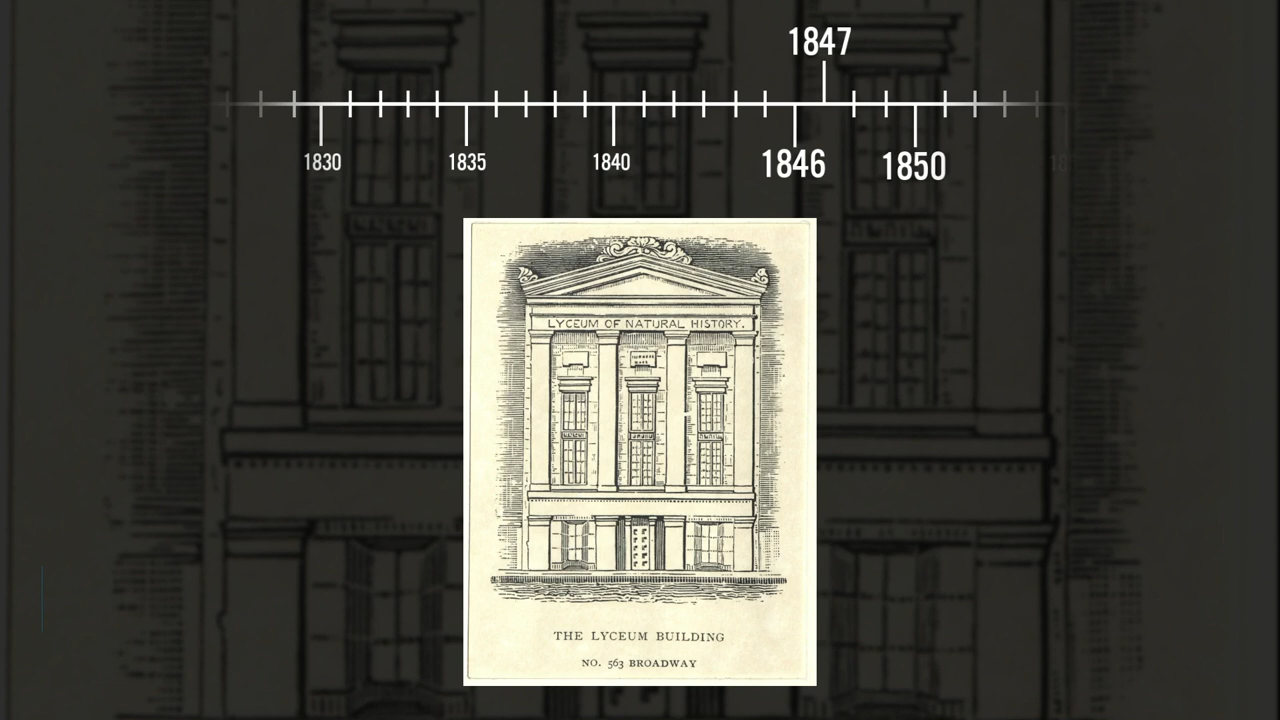 1847
1830 1835 1840 1846 1850
LYCEUM OF NATURAL HISTORY.
THE LYCEUM BUILDING
NO. 563 BROADWAY